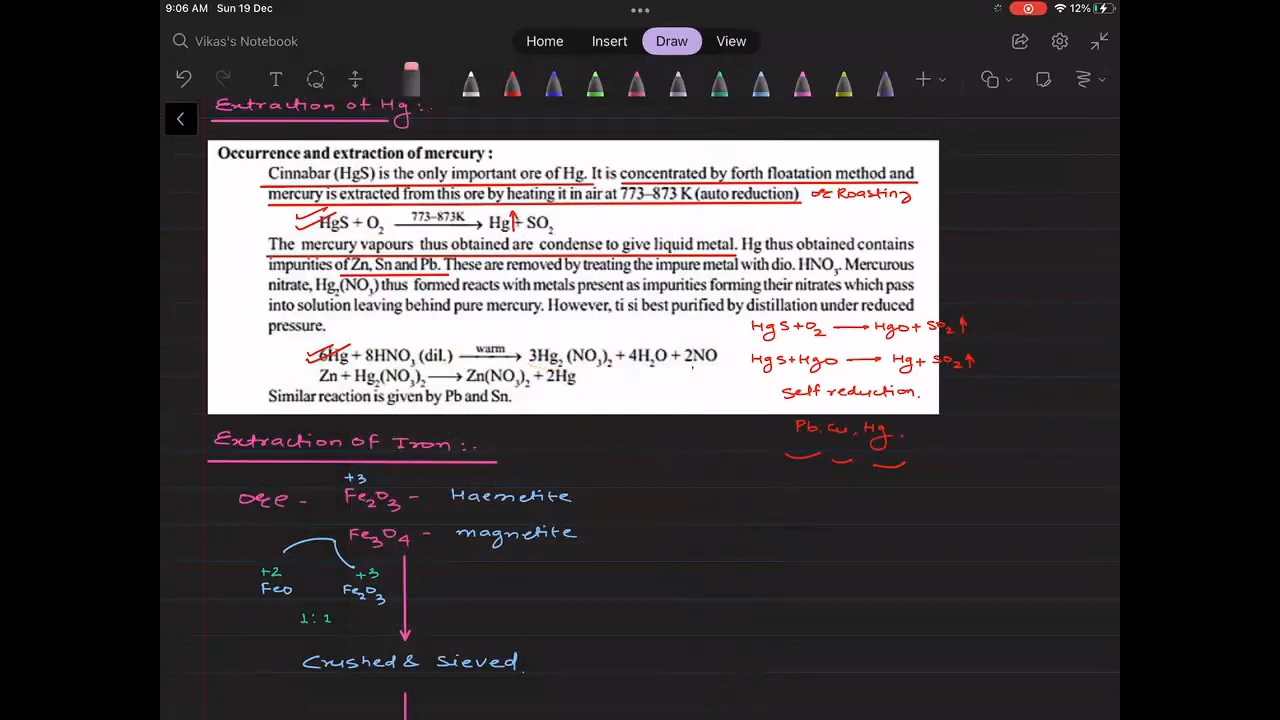 9:06 AM Sun 19 Dec
12%
Vikas's Notebook
Home Insert Draw View
Extraction of Hg :.
Occurrence and extraction of mercury :
Cinnabar (HgS) is the only important ore of Hg. It is concentrated by forth floatation method and
mercury is extracted from this ore by heating it in air at 773–873 K (auto reduction) or Roasting
HgS + O₂ —773–873K→ Hg↑ + SO₂
The mercury vapours thus obtained are condense to give liquid metal. Hg thus obtained contains
impurities of Zn, Sn and Pb. These are removed by treating the impure metal with dio. HNO₃. Mercurous
nitrate, Hg₂(NO₃) thus formed reacts with metals present as impurities forming their nitrates which pass
into solution leaving behind pure mercury. However, ti si best purified by distillation under reduced
pressure.
HgS + O₂ → HgO + SO₂ ↑
6Hg + 8HNO₃ (dil.) —warm→ 3Hg₂ (NO₃)₂ + 4H₂O + 2NO
HgS + HgO → Hg + SO₂ ↑
Zn + Hg₂(NO₃)₂ → Zn(NO₃)₂ + 2Hg
Self reduction.
Similar reaction is given by Pb and Sn.
Pb, Cu, Hg.
Extraction of Iron :.
+3
Ore - Fe₂O₃ - Haemetite
Fe₃O₄ - magnetite
+2 +3
FeO Fe₂O₃
1 : 1
Crushed & Sieved.